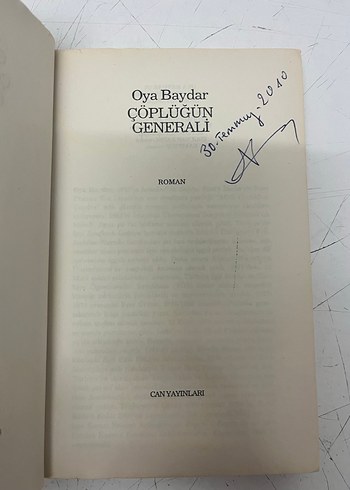 Oya Baydar
ÇÖPLÜĞÜN
GENERALİ
30. Temmuz. 2010
ROMAN
CAN YAYINLARI